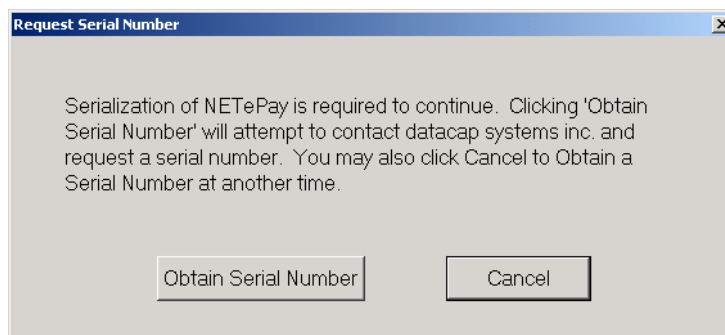 Request Serial Number
Serialization of NETePay is required to continue.  Clicking 'Obtain
Serial Number' will attempt to contact datacap systems inc. and
request a serial number.  You may also click Cancel to Obtain a
Serial Number at another time.
Obtain Serial Number
Cancel